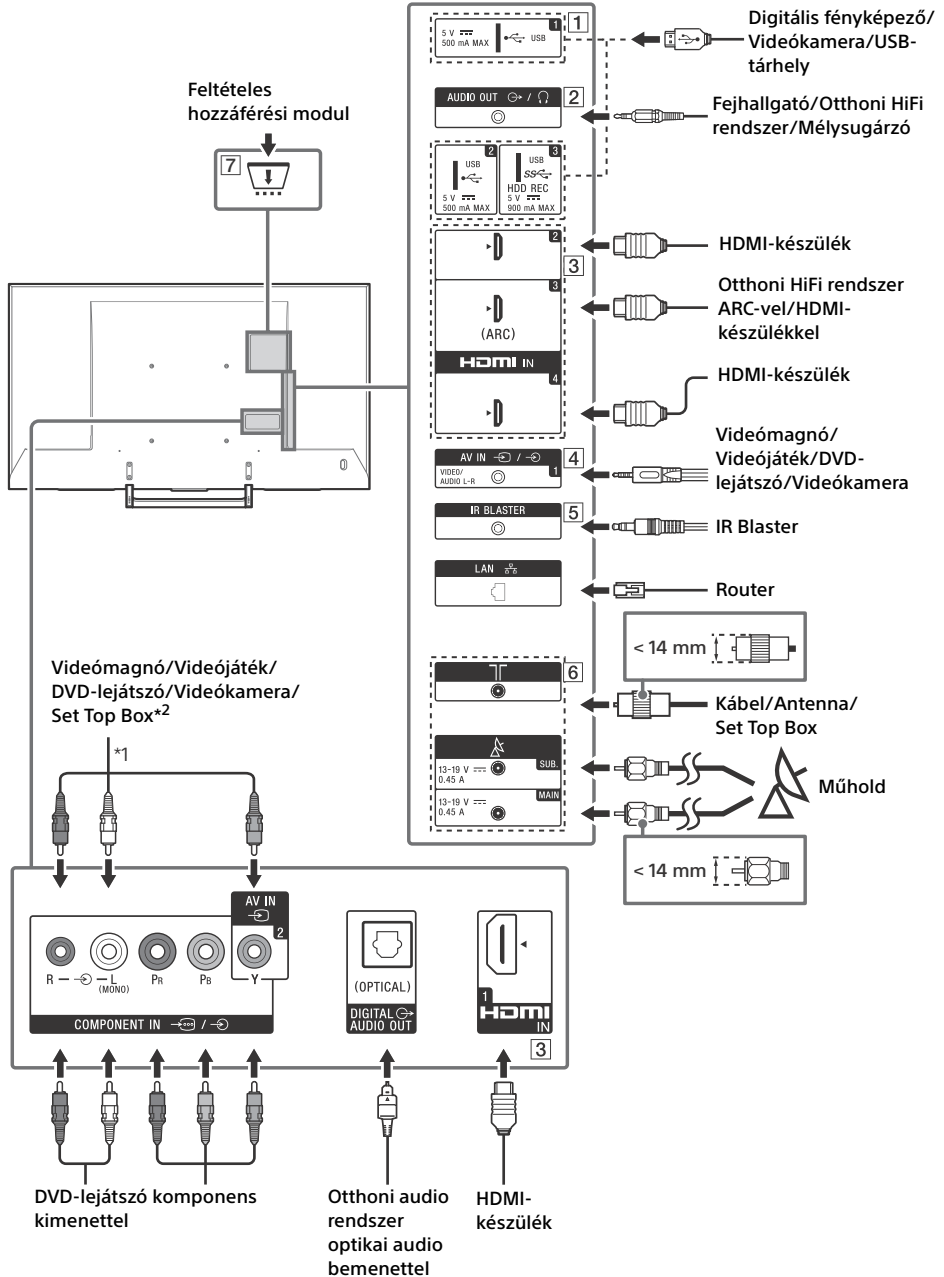 5 V
500 mA MAX
USB
1
1
Digitális fényképező/
Videókamera/USB-
tárhely
Feltételes
hozzáférési modul
7
AUDIO OUT /
2
Fejhallgató/Otthoni HiFi
rendszer/Mélysugárzó
2
USB
5 V
500 mA MAX
3
USB
SS
HDD REC
5 V
900 mA MAX
2
3
HDMI-készülék
3
(ARC)
Otthoni HiFi rendszer
ARC-vel/HDMI-
készülékkel
HDMI IN
4
HDMI-készülék
AV IN /
VIDEO/
AUDIO L-R
1
4
Videómagnó/
Videójáték/DVD-
lejátszó/Videókamera
IR BLASTER
5
IR Blaster
LAN
Router
< 14 mm
6
Kábel/Antenna/
Set Top Box
13-19 V
0.45 A
SUB.
13-19 V
0.45 A
MAIN
Műhold
< 14 mm
Videómagnó/Videójáték/
DVD-lejátszó/Videókamera/
Set Top Box*2
*1
AV IN
2
R — — L
(MONO)
PR
PB
Y
COMPONENT IN /
(OPTICAL)
DIGITAL
AUDIO OUT
1
HDMI
IN
3
DVD-lejátszó komponens
kimenettel
Otthoni audio
rendszer
optikai audio
bemenettel
HDMI-
készülék